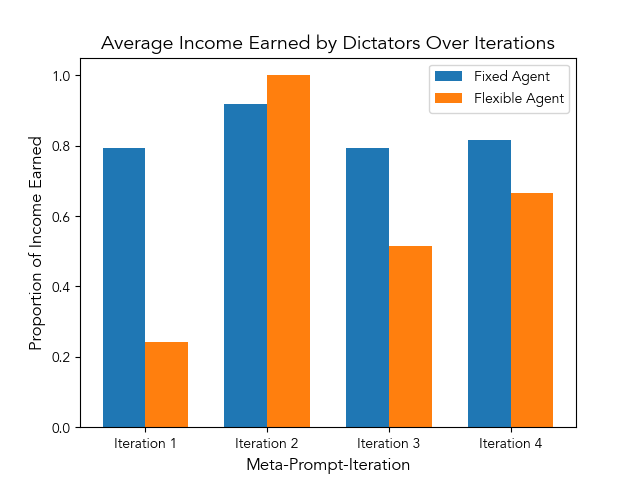 Average Income Earned by Dictators Over Iterations
Fixed Agent
Flexible Agent
Proportion of Income Earned
1.0
0.8
0.6
0.4
0.2
0.0
Iteration 1
Iteration 2
Iteration 3
Iteration 4
Meta-Prompt-Iteration